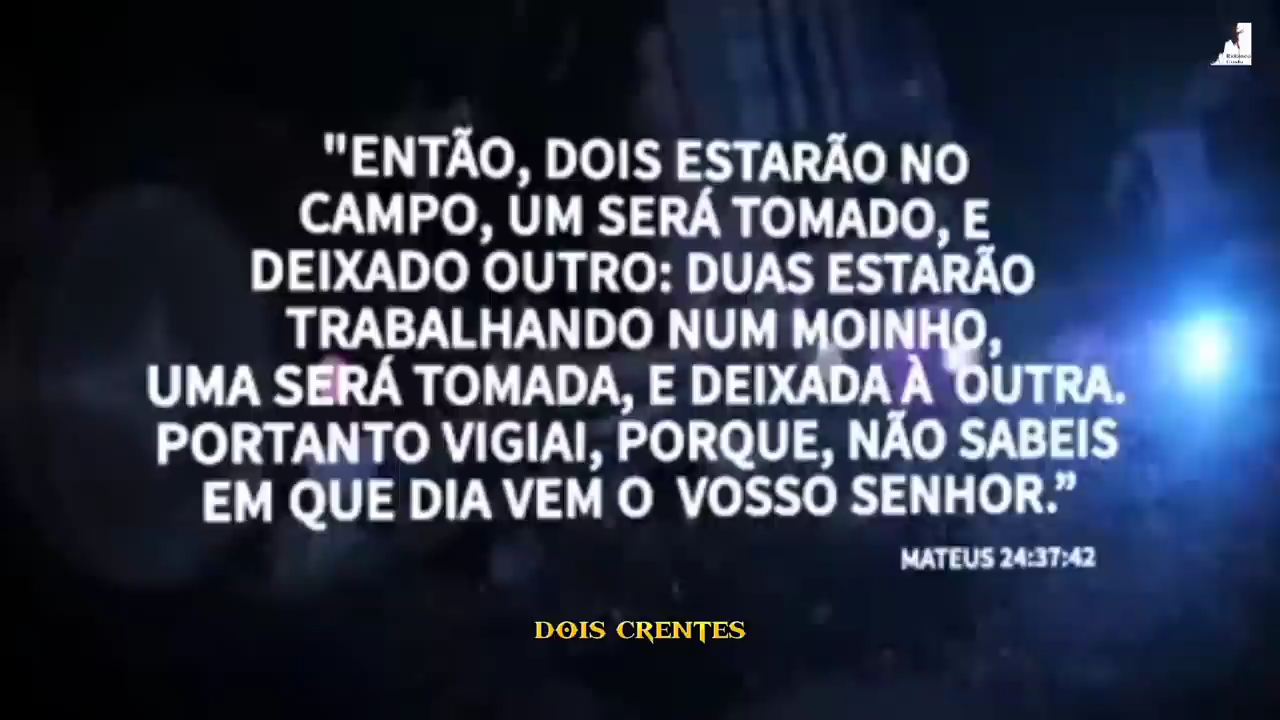 "ENTÃO, DOIS ESTARÃO NO
CAMPO, UM SERÁ TOMADO, E
DEIXADO OUTRO: DUAS ESTARÃO
TRABALHANDO NUM MOINHO,
UMA SERÁ TOMADA, E DEIXADA À OUTRA.
PORTANTO VIGIAI, PORQUE, NÃO SABEIS
EM QUE DIA VEM O VOSSO SENHOR.”
MATEUS 24:37:42
DOIS CRENTES